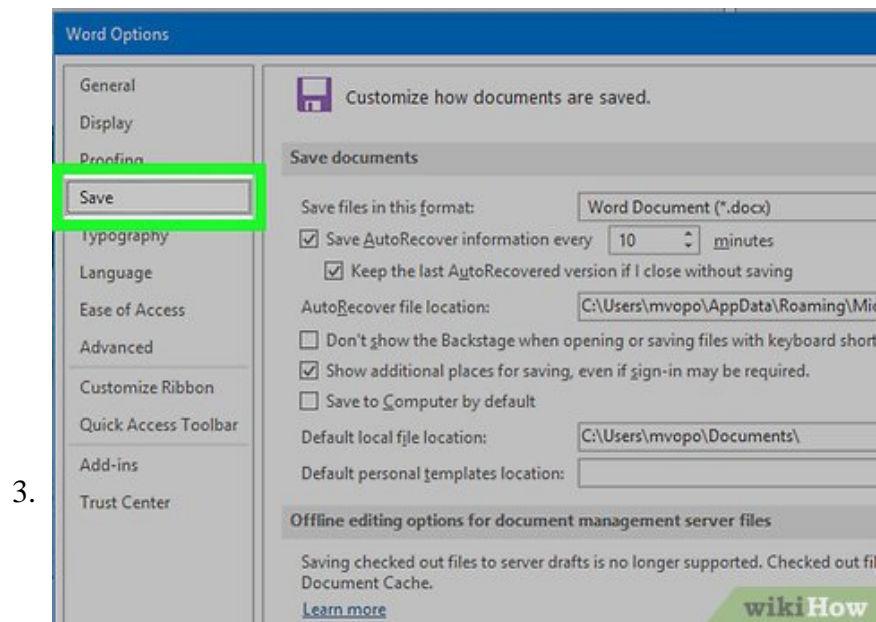 Word Options
General
Display
Proofing
Save
Typography
Language
Ease of Access
Advanced
Customize Ribbon
Quick Access Toolbar
Add-ins
Trust Center
Customize how documents are saved.
Save documents
Save files in this format: Word Document (*.docx)
Save AutoRecover information every 10 minutes
Keep the last AutoRecovered version if I close without saving
AutoRecover file location: C:\Users\mvopo\AppData\Roaming\Mic
Don't show the Backstage when opening or saving files with keyboard short
Show additional places for saving, even if sign-in may be required.
Save to Computer by default
Default local file location: C:\Users\mvopo\Documents\
Default personal templates location:
Offline editing options for document management server files
Saving checked out files to server drafts is no longer supported. Checked out fil
Document Cache.
Learn more
3.
wikiHow